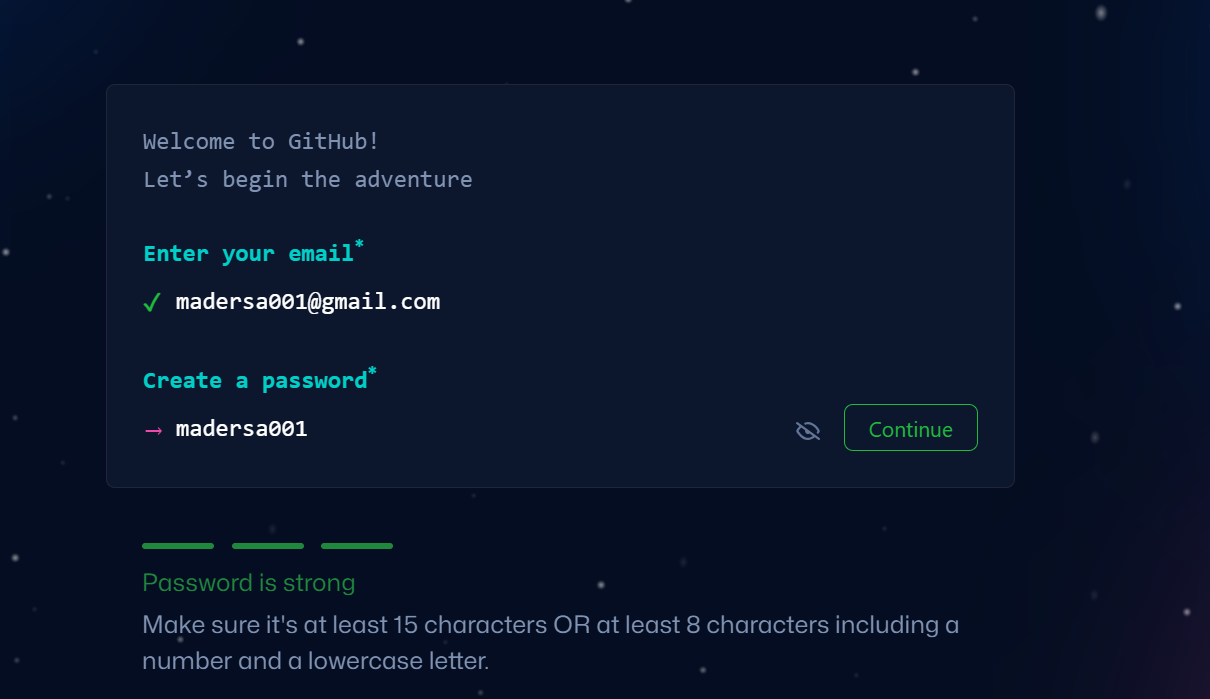 Welcome to GitHub!
Let’s begin the adventure
Enter your email*
✓ madersa001@gmail.com
Create a password*
→ madersa001
Continue
Password is strong
Make sure it's at least 15 characters OR at least 8 characters including a
number and a lowercase letter.